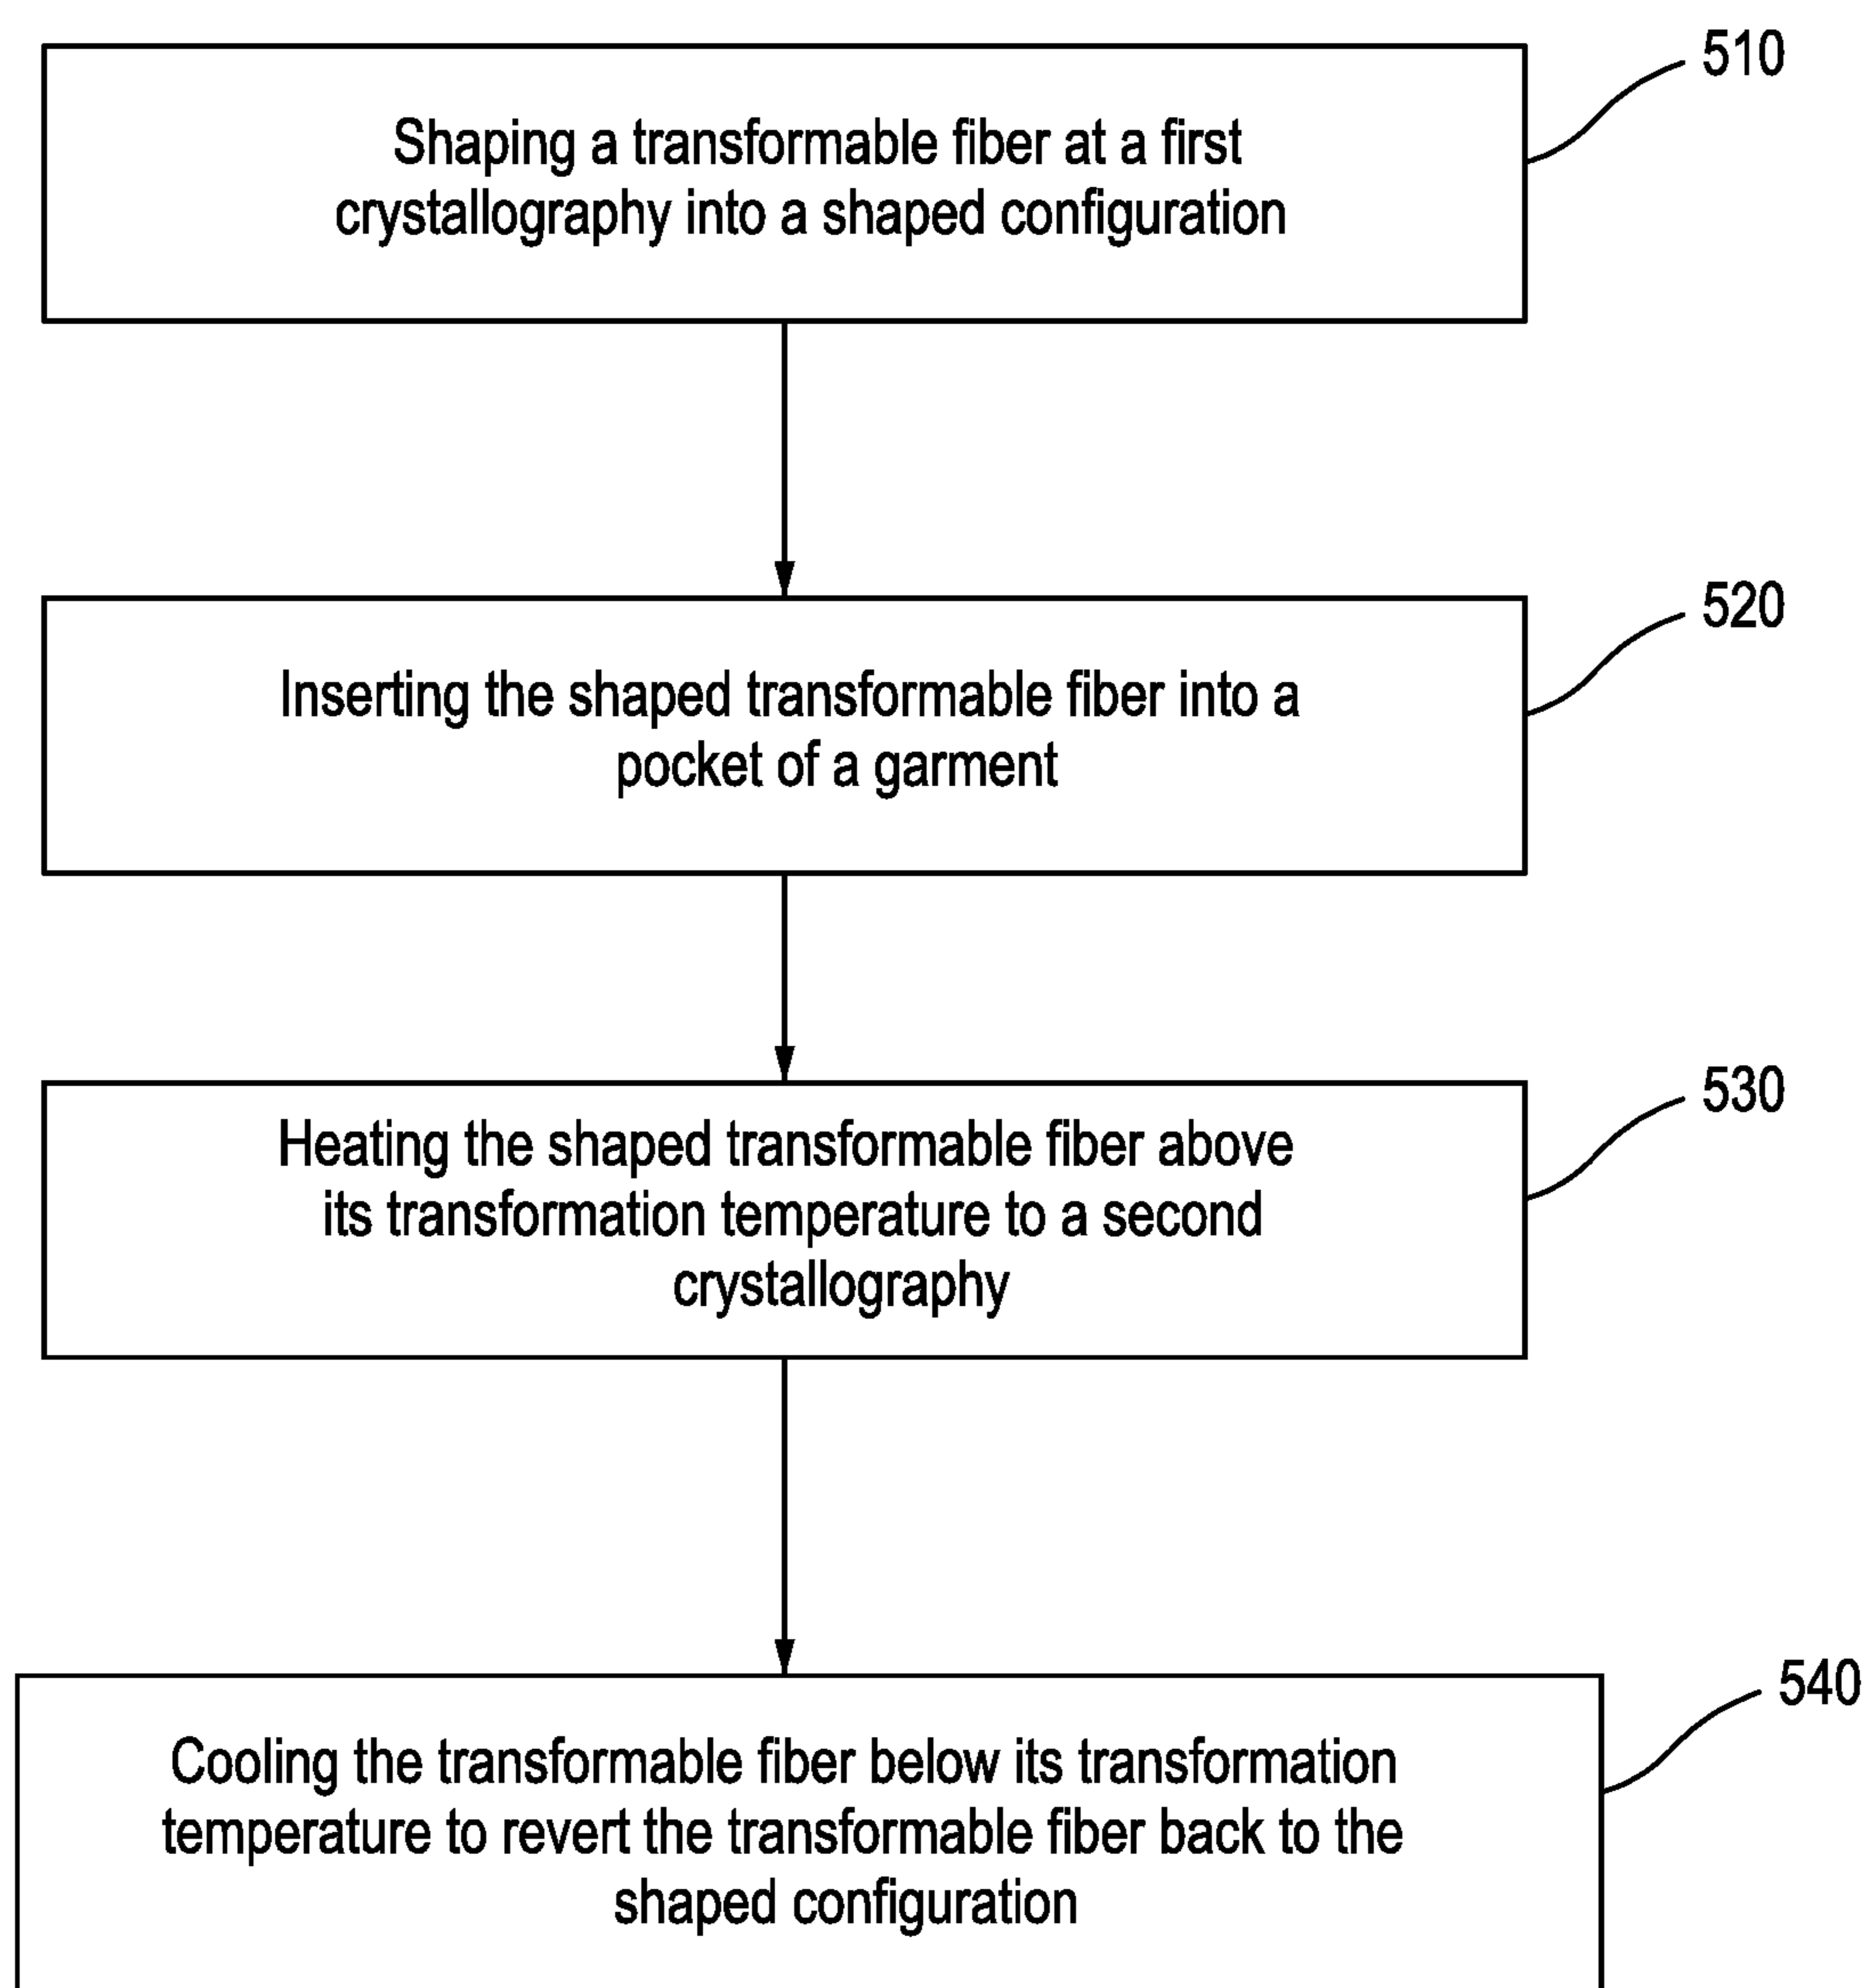 510
Shaping a transformable fiber at a first
crystallography into a shaped configuration
520
Inserting the shaped transformable fiber into a
pocket of a garment
530
Heating the shaped transformable fiber above
its transformation temperature to a second
crystallography
540
Cooling the transformable fiber below its transformation
temperature to revert the transformable fiber back to the
shaped configuration